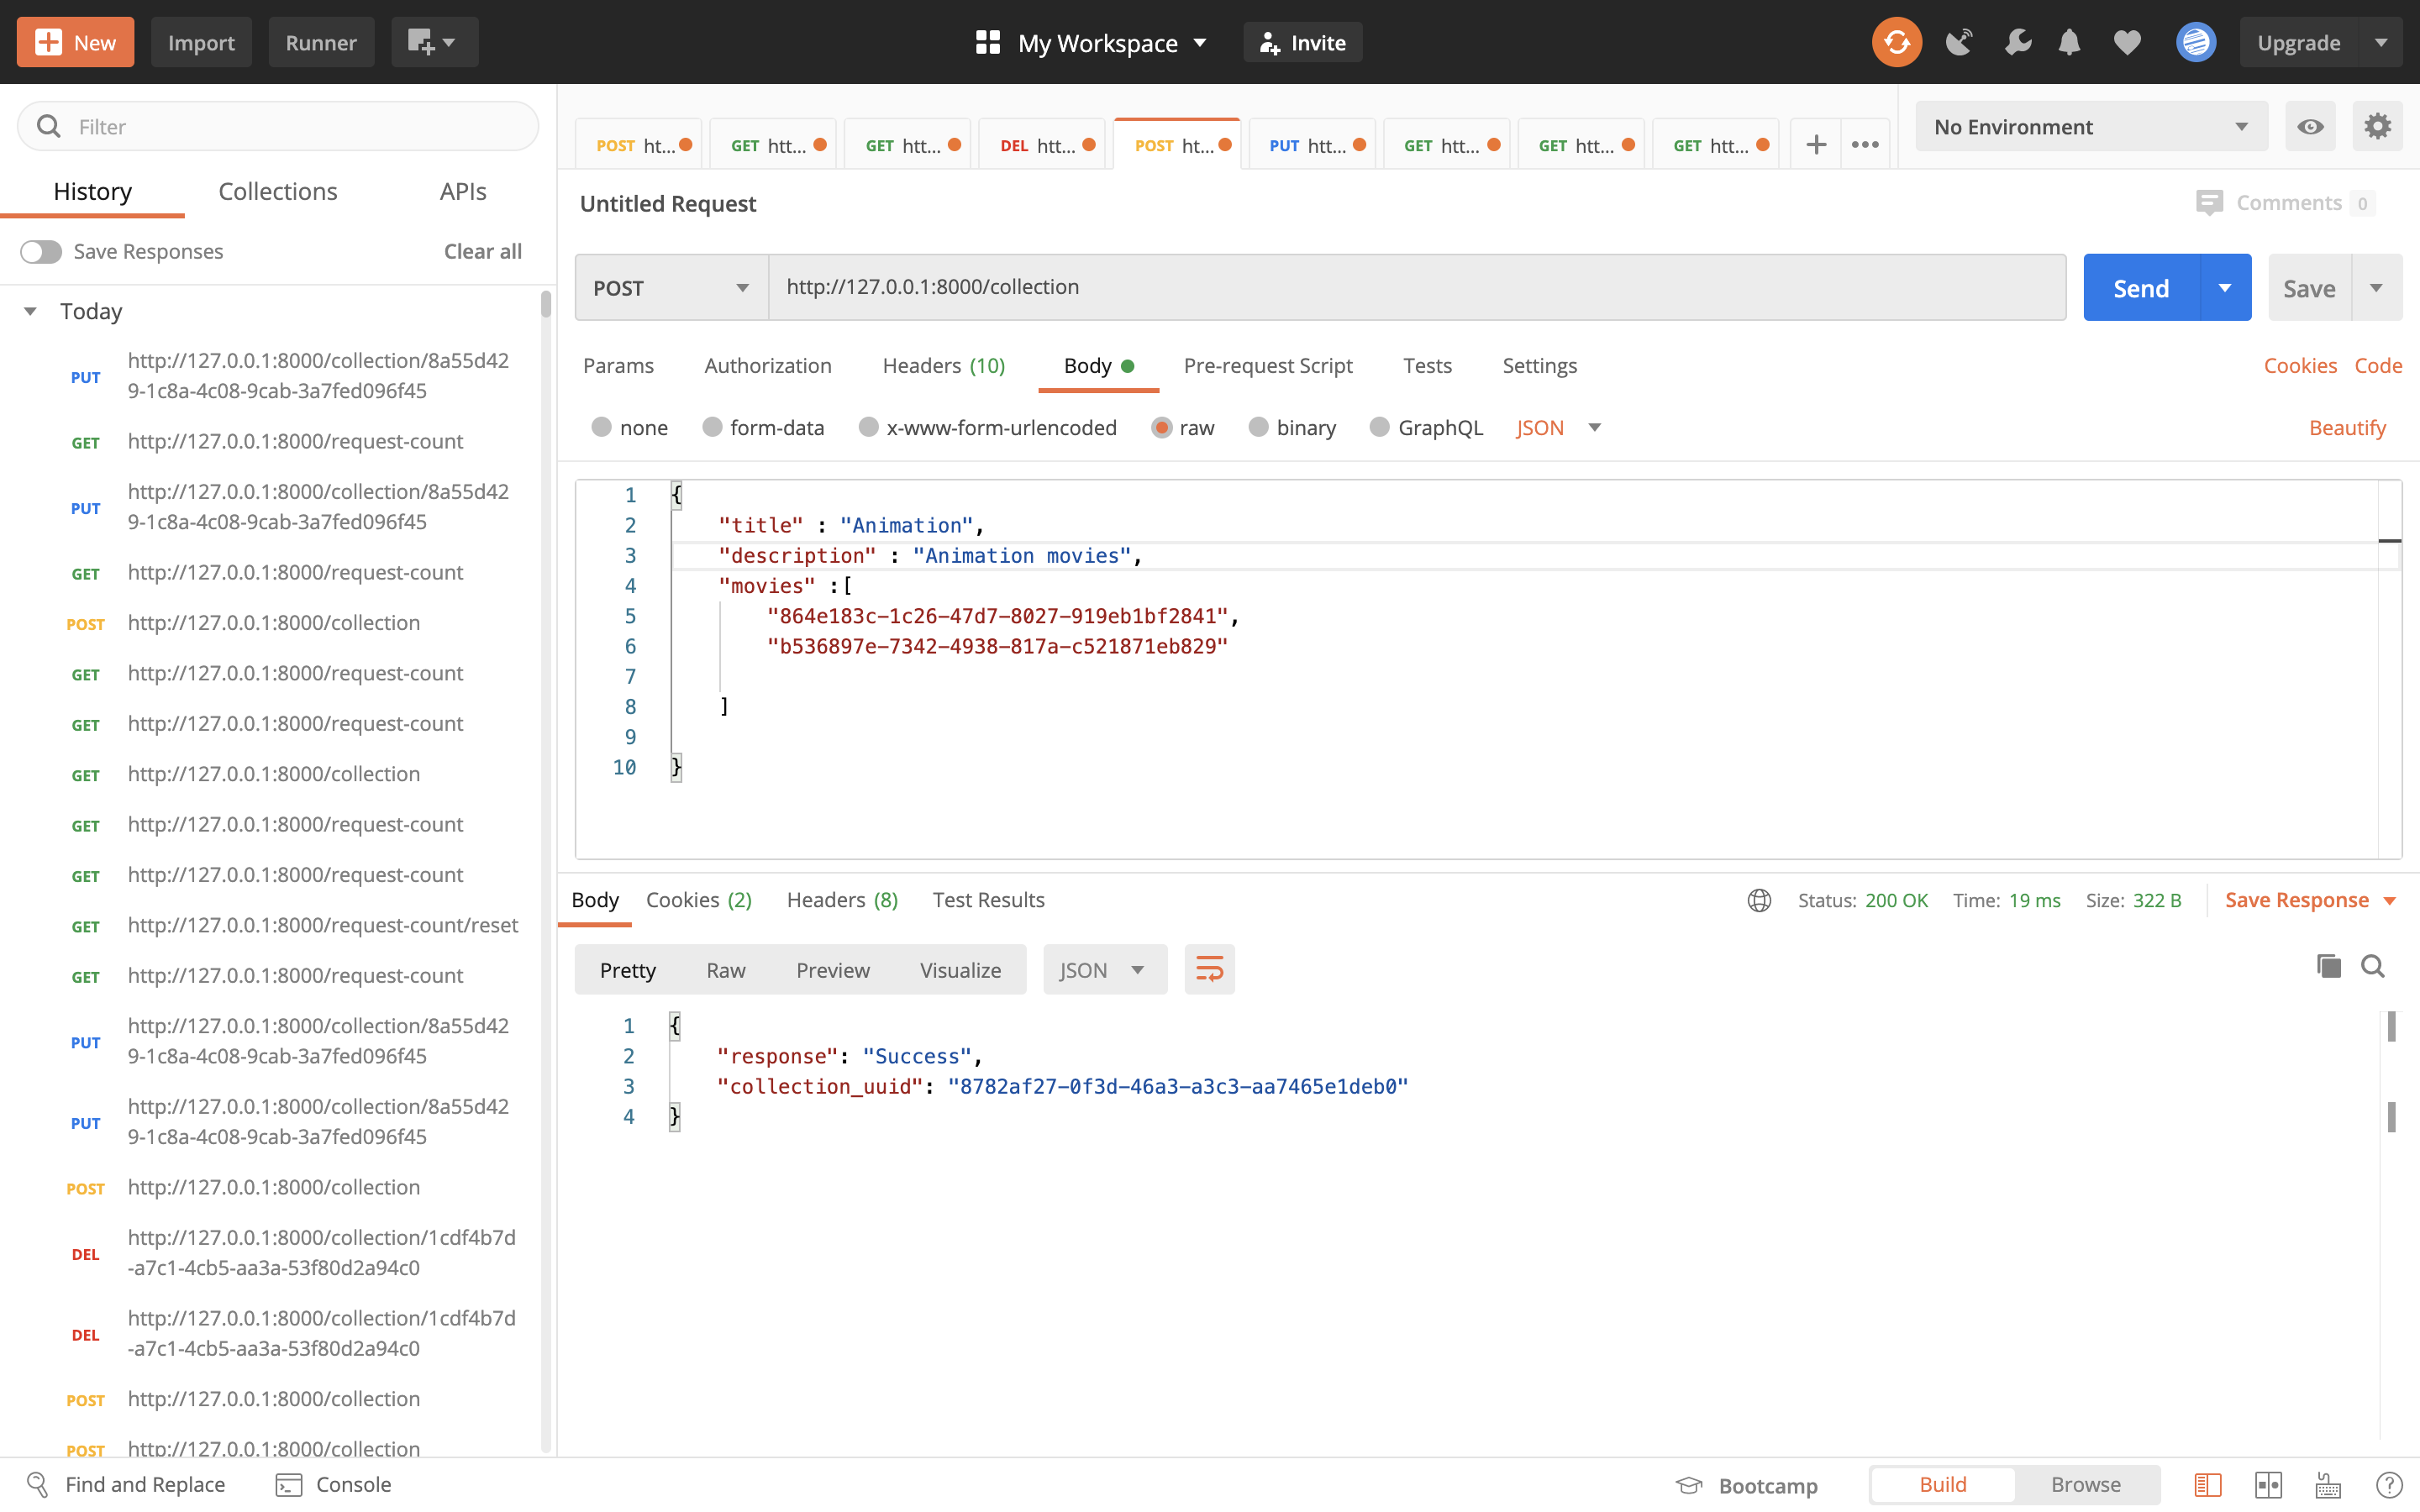 New
Import
Runner
My Workspace
Invite
Upgrade
Filter
History
Collections
APIs
Save Responses
Clear all
Today
PUT http://127.0.0.1:8000/collection/8a55d42
9-1c8a-4c08-9cab-3a7fed096f45
GET http://127.0.0.1:8000/request-count
PUT http://127.0.0.1:8000/collection/8a55d42
9-1c8a-4c08-9cab-3a7fed096f45
GET http://127.0.0.1:8000/request-count
POST http://127.0.0.1:8000/collection
GET http://127.0.0.1:8000/request-count
GET http://127.0.0.1:8000/request-count
GET http://127.0.0.1:8000/collection
GET http://127.0.0.1:8000/request-count
GET http://127.0.0.1:8000/request-count
GET http://127.0.0.1:8000/request-count/reset
GET http://127.0.0.1:8000/request-count
PUT http://127.0.0.1:8000/collection/8a55d42
9-1c8a-4c08-9cab-3a7fed096f45
PUT http://127.0.0.1:8000/collection/8a55d42
9-1c8a-4c08-9cab-3a7fed096f45
POST http://127.0.0.1:8000/collection
DEL http://127.0.0.1:8000/collection/1cdf4b7d
-a7c1-4cb5-aa3a-53f80d2a94c0
DEL http://127.0.0.1:8000/collection/1cdf4b7d
-a7c1-4cb5-aa3a-53f80d2a94c0
POST http://127.0.0.1:8000/collection
POST http://127.0.0.1:8000/collection
POST ht...
GET htt...
GET htt...
DEL htt...
POST ht...
PUT htt...
GET htt...
GET htt...
GET htt...
No Environment
Untitled Request
Comments 0
POST
http://127.0.0.1:8000/collection
Send
Save
Params
Authorization
Headers (10)
Body
Pre-request Script
Tests
Settings
Cookies
Code
none
form-data
x-www-form-urlencoded
raw
binary
GraphQL
JSON
Beautify
1 {
2 "title" : "Animation",
3 "description" : "Animation movies",
4 "movies" :[
5 "864e183c-1c26-47d7-8027-919eb1bf2841",
6 "b536897e-7342-4938-817a-c521871eb829"
7
8 ]
9
10 }
Body
Cookies (2)
Headers (8)
Test Results
Status: 200 OK
Time: 19 ms
Size: 322 B
Save Response
Pretty
Raw
Preview
Visualize
JSON
1 {
2 "response": "Success",
3 "collection_uuid": "8782af27-0f3d-46a3-a3c3-aa7465e1deb0"
4 }
Find and Replace
Console
Bootcamp
Build
Browse